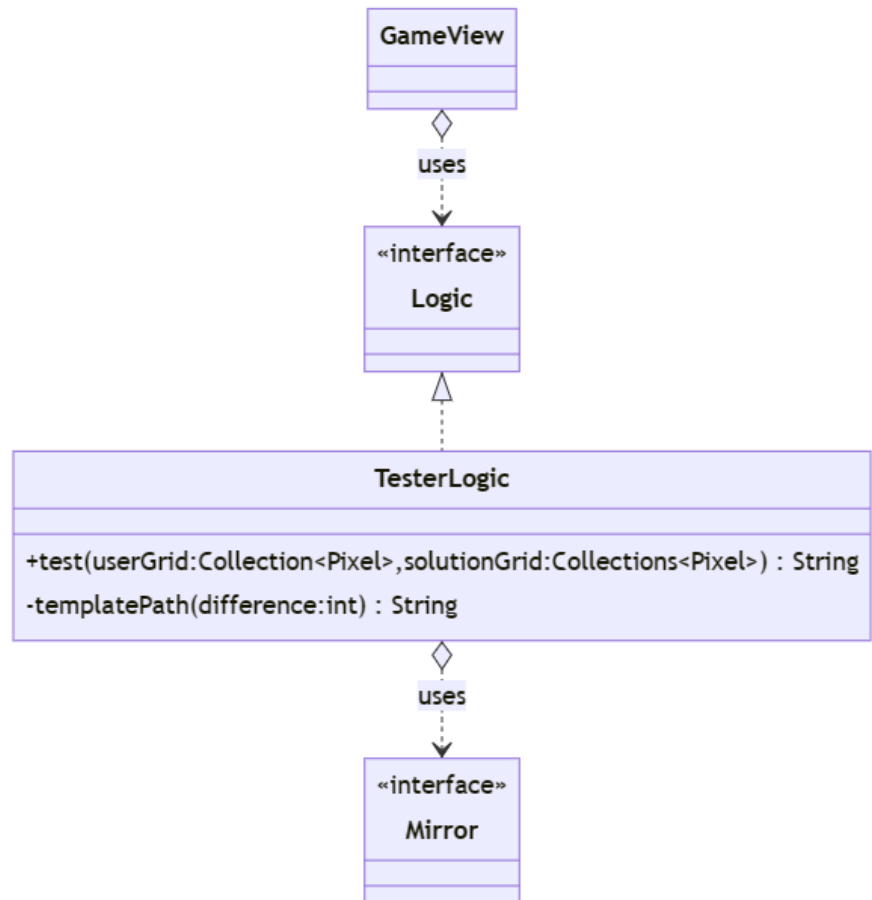 GameView
uses
«interface»
Logic
TesterLogic
+test(userGrid:Collection<Pixel>,solutionGrid:Collections<Pixel>) : String
-templatePath(difference:int) : String
uses
«interface»
Mirror